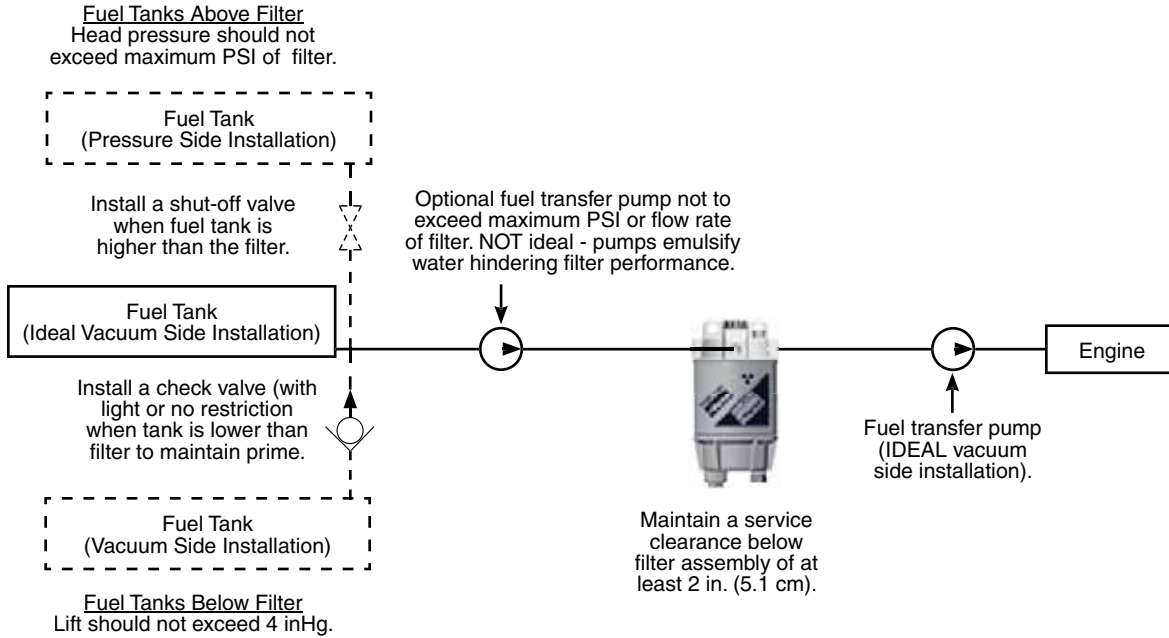 Fuel Tanks Above Filter
Head pressure should not
exceed maximum PSI of filter.
Fuel Tank
(Pressure Side Installation)
Install a shut-off valve
when fuel tank is
higher than the filter.
Optional fuel transfer pump not to
exceed maximum PSI or flow rate
of filter. NOT ideal - pumps emulsify
water hindering filter performance.
Fuel Tank
(Ideal Vacuum Side Installation)
Engine
Install a check valve (with
light or no restriction
when tank is lower than
filter to maintain prime.
Fuel transfer pump
(IDEAL vacuum
side installation).
Fuel Tank
(Vacuum Side Installation)
Maintain a service
clearance below
filter assembly of at
least 2 in. (5.1 cm).
Fuel Tanks Below Filter
Lift should not exceed 4 inHg.